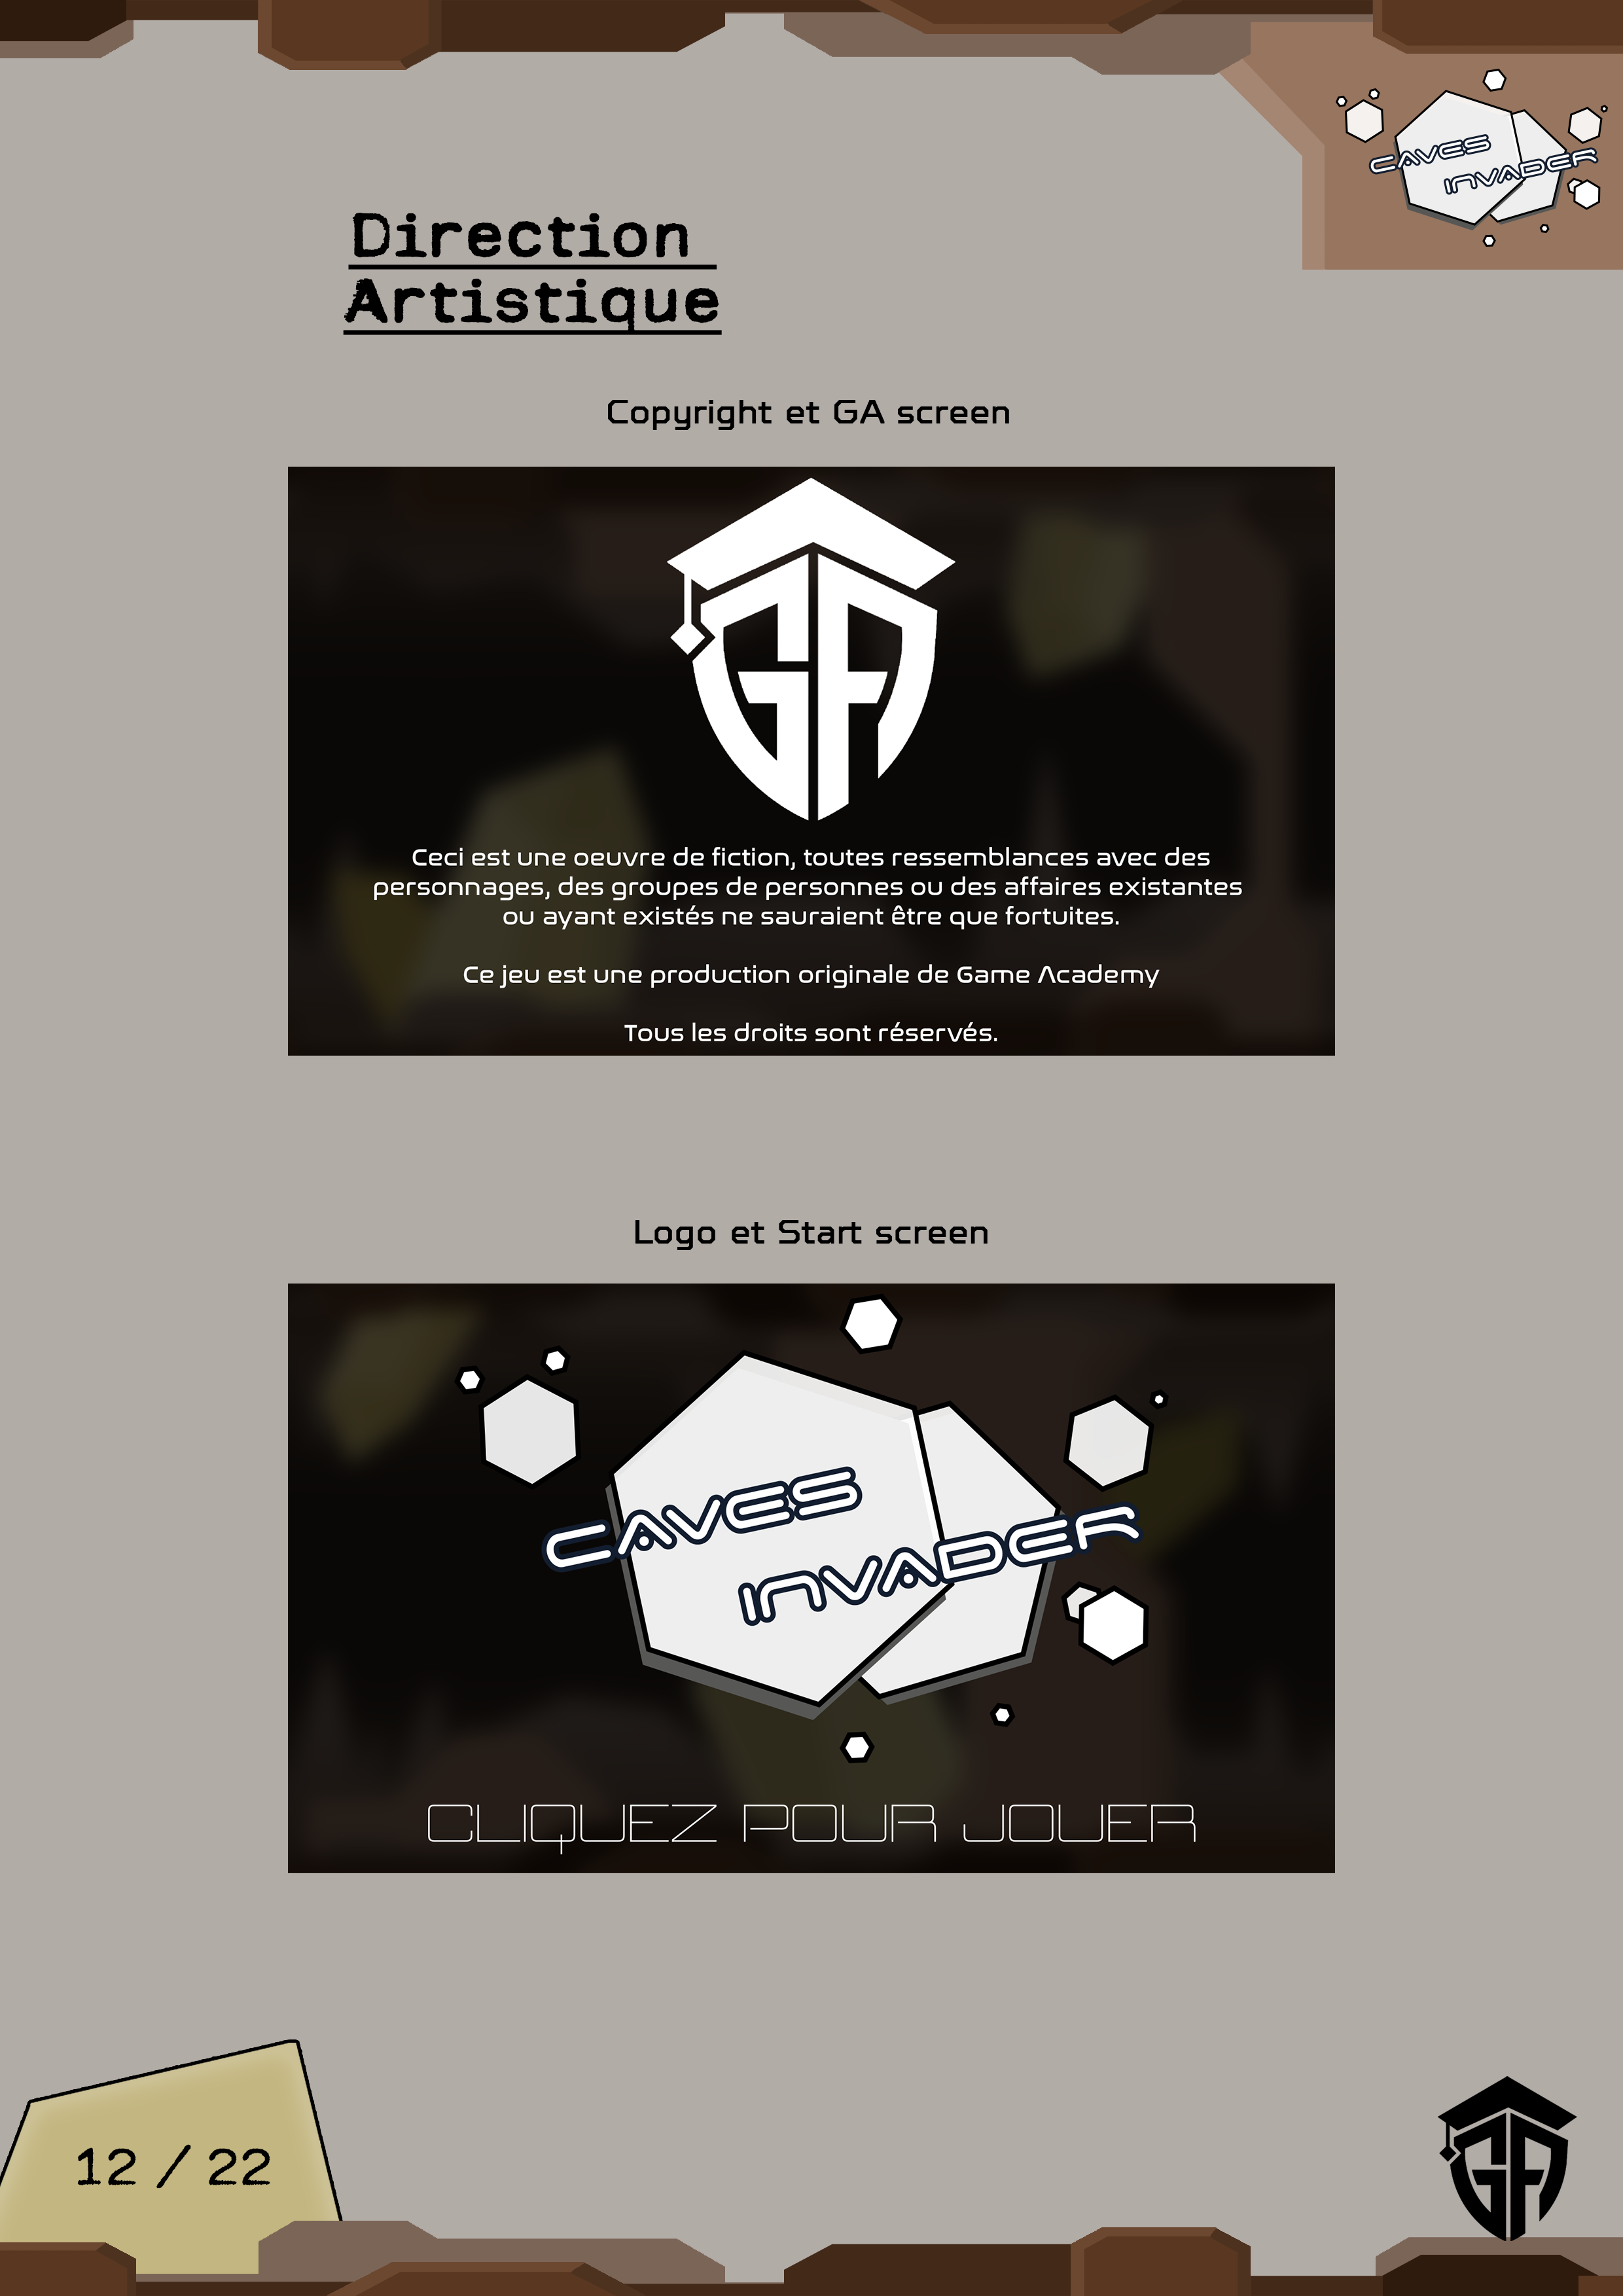 CAVES
INVADER
Direction
Artistique
Copyright et GA screen
GA
Ceci est une oeuvre de fiction, toutes ressemblances avec des
personnages, des groupes de personnes ou des affaires existantes
ou ayant existés ne sauraient être que fortuites.
Ce jeu est une production originale de Game Academy
Tous les droits sont réservés.
Logo et Start screen
CAVES
INVADER
CLIQUEZ POUR JOUER
12 / 22
GA